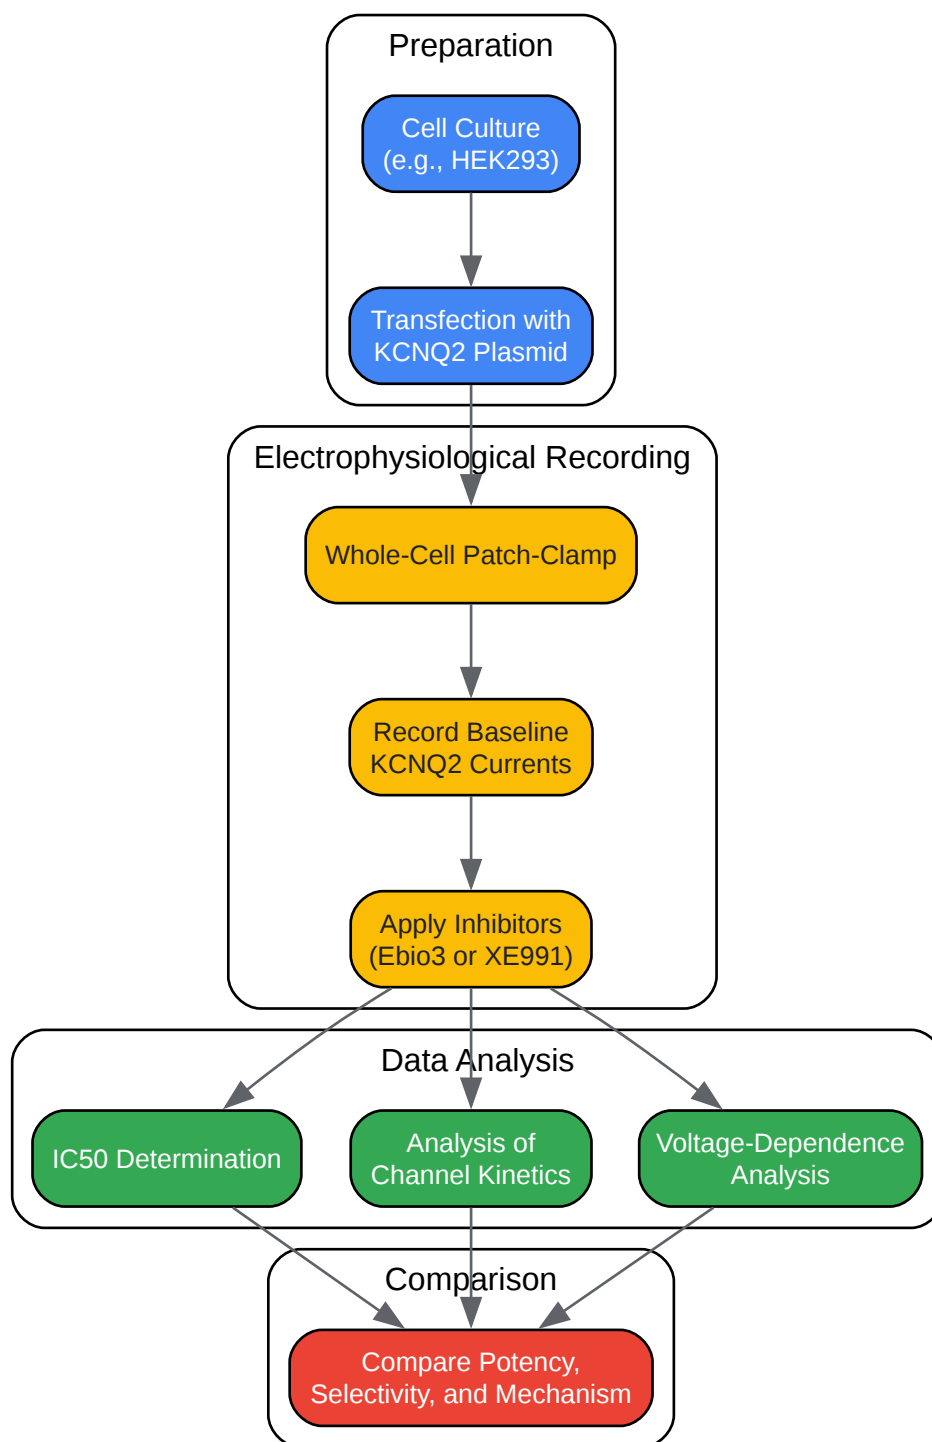 Preparation
Cell Culture
(e.g., HEK293)
Transfection with
KCNQ2 Plasmid
Electrophysiological Recording
Whole-Cell Patch-Clamp
Record Baseline
KCNQ2 Currents
Apply Inhibitors
(Ebio3 or XE991)
Data Analysis
IC50 Determination
Analysis of
Channel Kinetics
Voltage-Dependence
Analysis
Comparison
Compare Potency,
Selectivity, and Mechanism